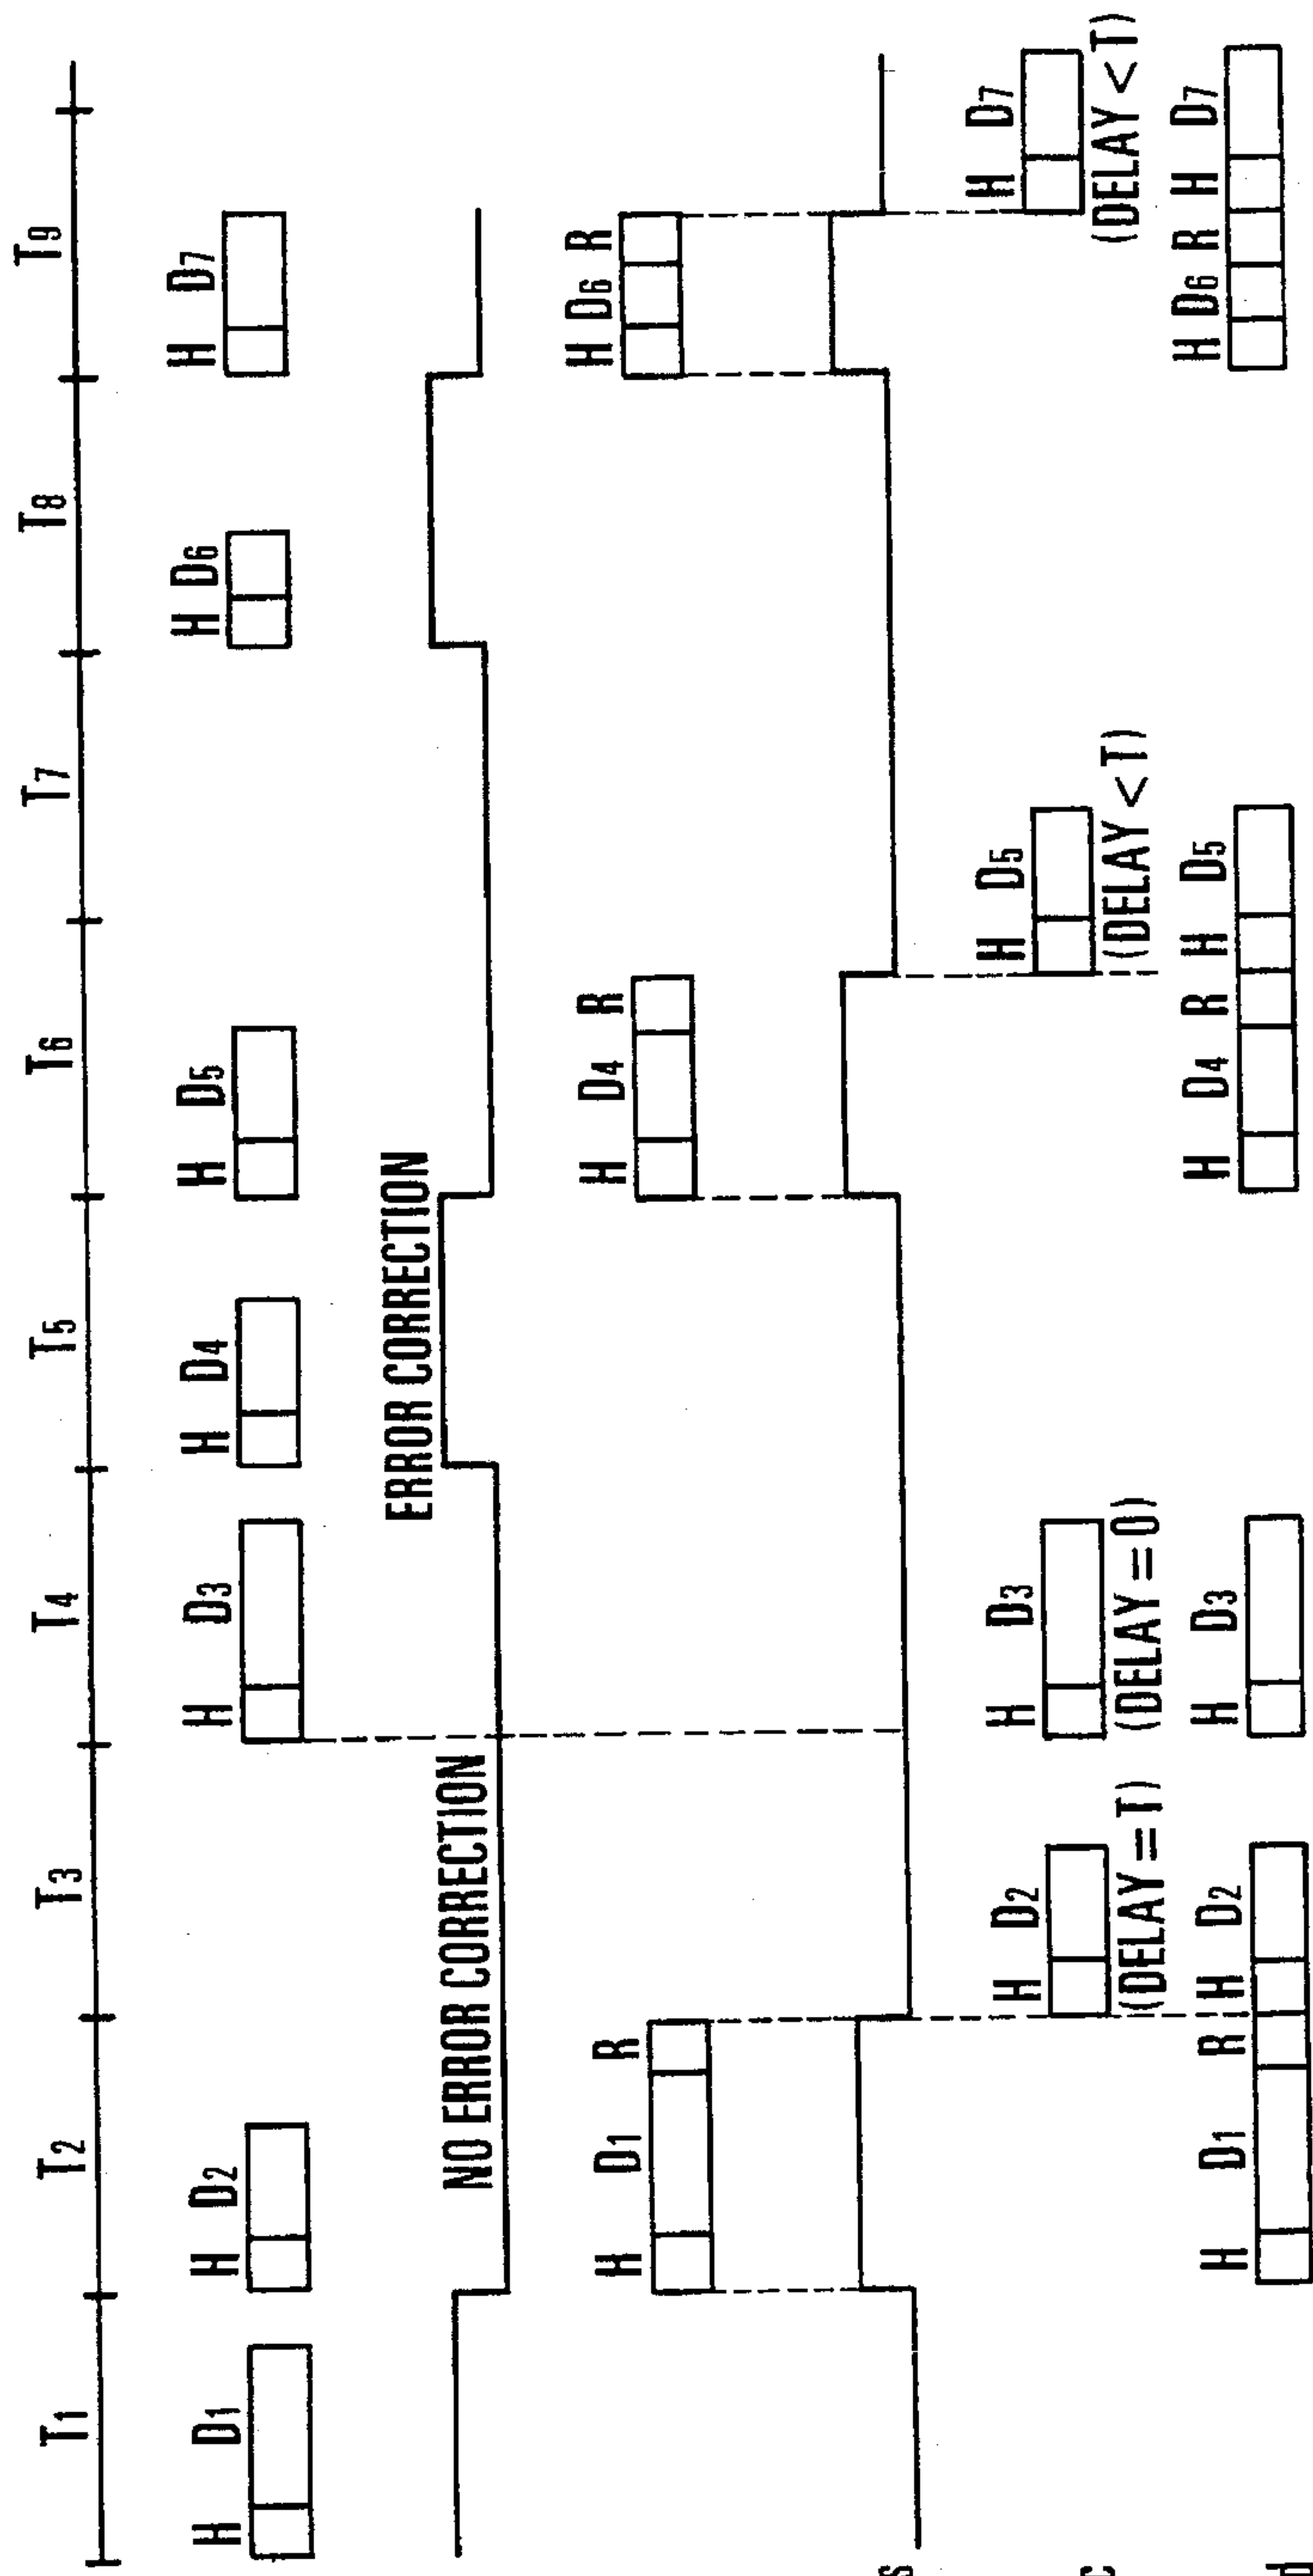 T1 T2 T3 T4 T5 T6 T7 T8 T9
H D1 H D2 H D3 H D4 H D5 H D6 H D7
ERROR CORRECTION
NO ERROR CORRECTION
H D1 R H D4 R H D6 R
S
H D2 H D3 H D5 H D7
(DELAY = T) (DELAY = 0) (DELAY < T) (DELAY < T)
C
H D1 R H D2 H D3 H D4 R H D5 H D6 R H D7